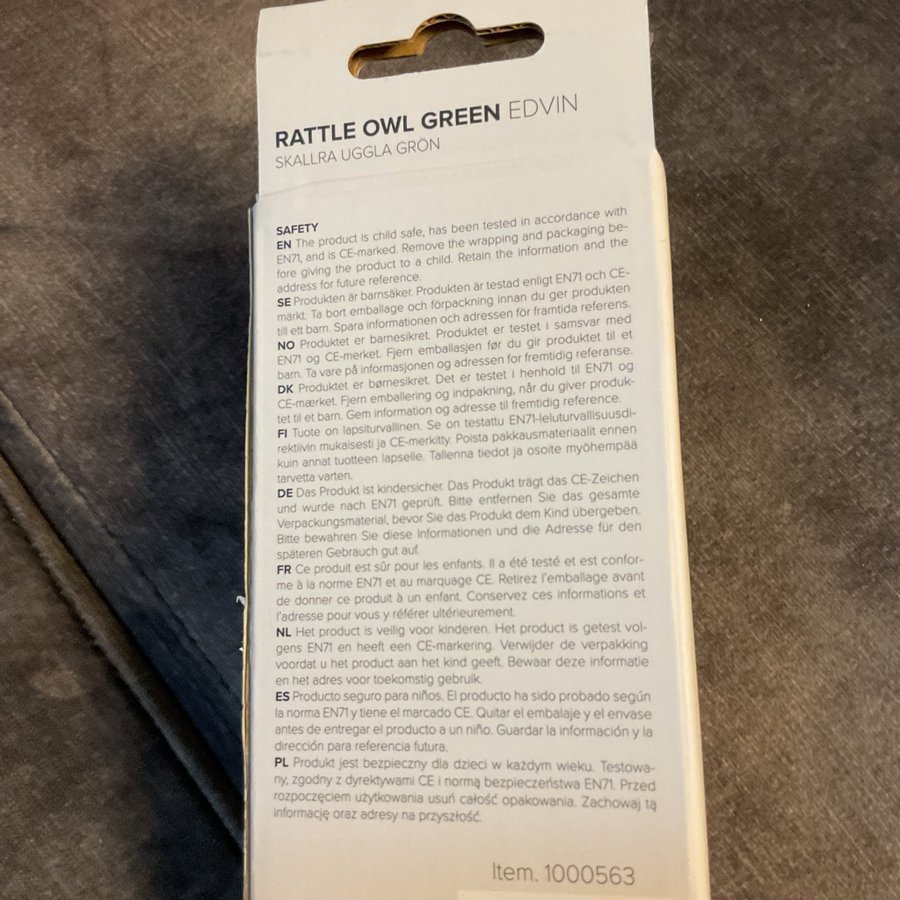 RATTLE OWL GREEN EDVIN
SKALLRA UGGLA GRÖN
SAFETY
EN The product is child safe, has been tested in accordance with
EN71, and is CE-marked. Remove the wrapping and packaging be-
fore giving the product to a child. Retain the information and the
address for future reference.
SE Produkten är barnsäker. Produkten är testad enligt EN71 och CE-
märkt. Ta bort emballage och förpackning innan du ger produkten
till ett barn. Spara informationen och adressen för framtida referens.
NO Produktet er barnesikret. Produktet er testet i samsvar med
EN71 og CE-merket. Fjern emballasjen før du gir produktet til et
barn. Ta vare på informasjonen og adressen for fremtidig referanse.
DK Produktet er børnesikret. Det er testet i henhold til EN71 og
CE-mærket. Fjern emballering og indpakning, når du giver produk-
tet til et barn. Gem information og adresse til fremtidig reference.
FI Tuote on lapsiturvallinen. Se on testattu EN71-leluturvallisuusdi-
rektiivin mukaisesti ja CE-merkitty. Poista pakkausmateriaalit ennen
kuin annat tuotteen lapselle. Tallenna tiedot ja osoite myöhempää
tarvetta varten.
DE Das Produkt ist kindersicher. Das Produkt trägt das CE-Zeichen
und wurde nach EN71 geprüft. Bitte entfernen Sie das gesamte
Verpackungsmaterial, bevor Sie das Produkt dem Kind übergeben.
Bitte bewahren Sie diese Informationen und die Adresse für den
späteren Gebrauch gut auf.
FR Ce produit est sûr pour les enfants. Il a été testé et est confor-
me à la norme EN71 et au marquage CE. Retirez l'emballage avant
de donner ce produit à un enfant. Conservez ces informations et
l'adresse pour vous y référer ultérieurement.
NL Het product is veilig voor kinderen. Het product is getest vol-
gens EN71 en heeft een CE-markering. Verwijder de verpakking
voordat u het product aan het kind geeft. Bewaar deze informatie
en het adres voor toekomstig gebruik.
ES Producto seguro para niños. El producto ha sido probado según
la norma EN71 y tiene el marcado CE. Quitar el embalaje y el envase
antes de entregar el producto a un niño. Guardar la información y la
dirección para referencia futura.
PL Produkt jest bezpieczny dla dzieci w każdym wieku. Testowa-
ny, zgodny z dyrektywami CE i normą bezpieczeństwa EN71. Przed
rozpoczęciem użytkowania usuń całość opakowania. Zachowaj tą
informację oraz adresy na przyszłość.
Item. 1000563